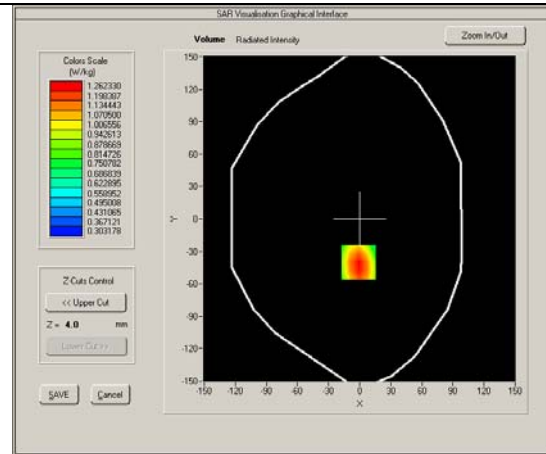 SAR Visualisation Graphical Interface
Volume Radiated Intensity
Zoom In/Out
Colors Scale
(W/kg)
1.262330
1.198387
1.134443
1.070500
1.006556
0.942613
0.878669
0.814726
0.750782
0.686839
0.622895
0.558952
0.495008
0.431065
0.367121
0.303178
Z-Cuts Control
<< Upper Cut
Z = 4.0 mm
Lower Cut >>
SAVE
Cancel
150-
120-
90-
60-
30-
0-
-30-
-60-
-90-
-120-
-150-
Y
-150 -120 -90 -60 -30 0 30 60 90 120 150
X